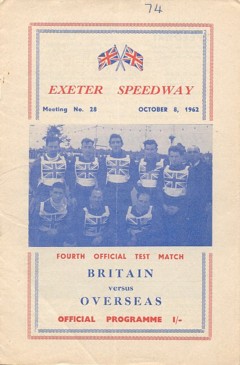 74
EXETER SPEEDWAY
Meeting No. 28 OCTOBER 8, 1962
FOURTH OFFICIAL TEST MATCH
BRITAIN
versus
OVERSEAS
OFFICIAL PROGRAMME 1/-